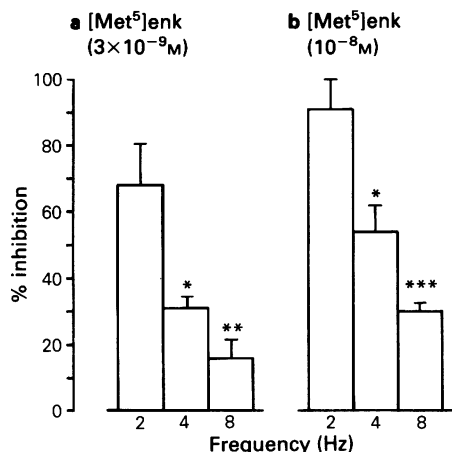 a [Met⁵]enk
(3×10⁻⁹M)
b [Met⁵]enk
(10⁻⁸M)
% inhibition
100
80
60
40
20
0
*
**
*
***
2 4 8
2 4 8
Frequency (Hz)